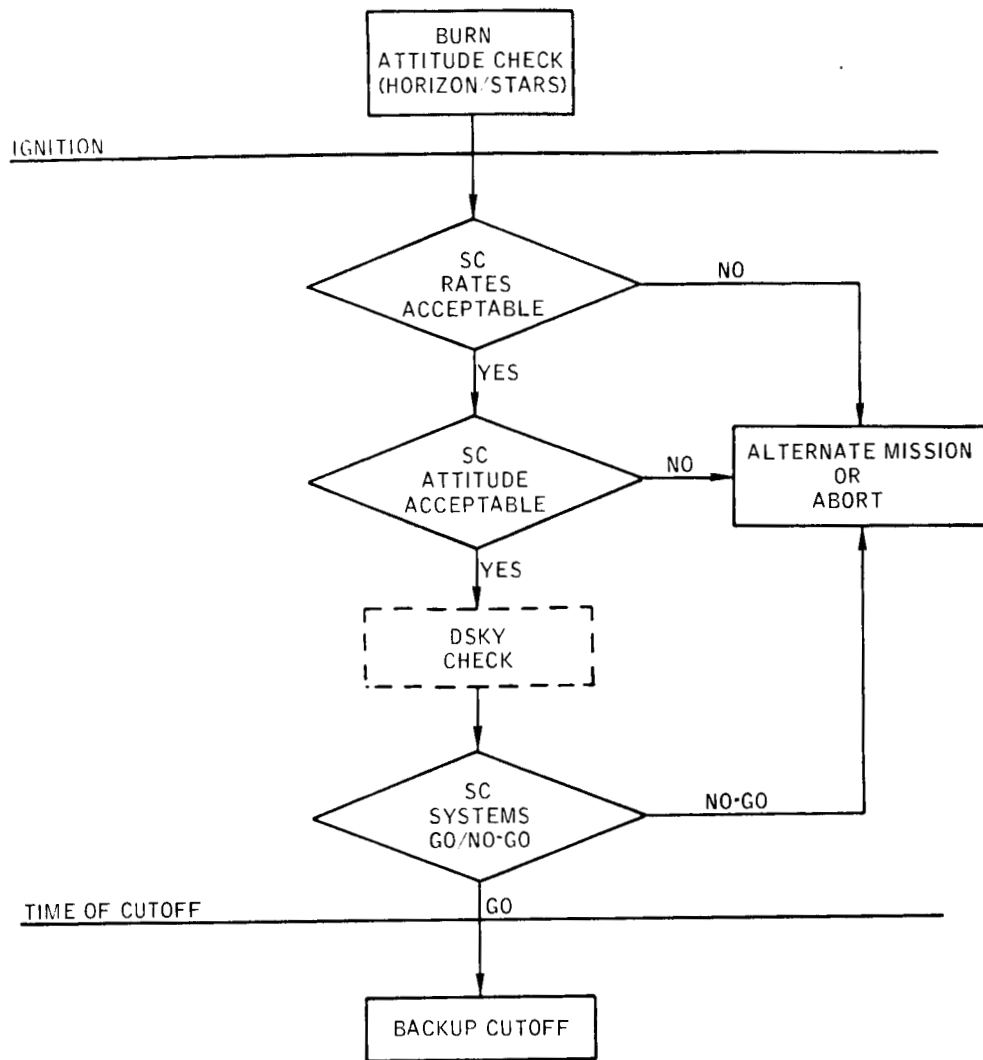 BURN
ATTITUDE CHECK
(HORIZON/STARS)
IGNITION
SC
RATES
ACCEPTABLE
NO
YES
SC
ATTITUDE
ACCEPTABLE
NO
ALTERNATE MISSION
OR
ABORT
YES
DSKY
CHECK
SC
SYSTEMS
GO/NO-GO
NO-GO
TIME OF CUTOFF
GO
BACKUP CUTOFF